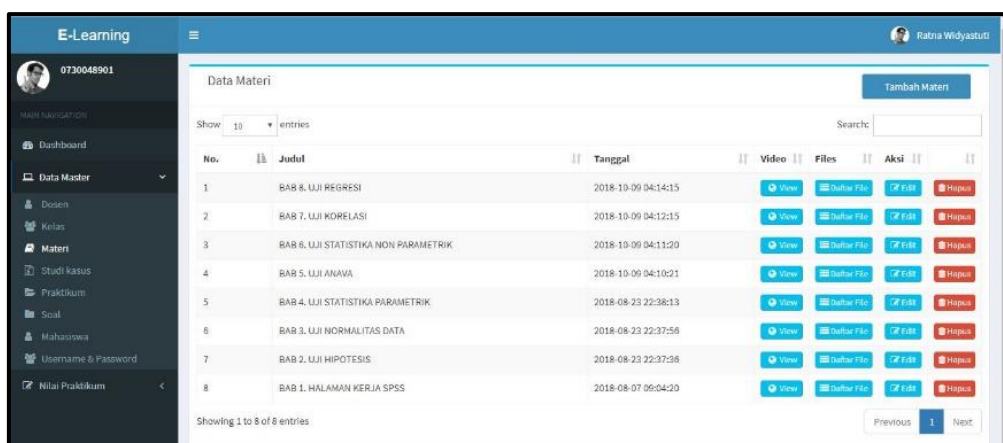 E-Learning
Ratna Widyastuti
0730048901
MAIN NAVIGATION
Dashboard
Data Master
Dosen
Kelas
Materi
Studi kasus
Praktikum
Soal
Mahasiswa
Username & Password
Nilai Praktikum
Data Materi
Tambah Materi
Show 10 entries
Search:
No. Judul Tanggal Video Files Aksi
1 BAB 8. UJI REGRESI 2018-10-09 04:14:15 View Daftar File Edit Hapus
2 BAB 7. UJI KORELASI 2018-10-09 04:12:15 View Daftar File Edit Hapus
3 BAB 6. UJI STATISTIKA NON PARAMETRIK 2018-10-09 04:11:20 View Daftar File Edit Hapus
4 BAB 5. UJI ANAVA 2018-10-09 04:10:21 View Daftar File Edit Hapus
5 BAB 4. UJI STATISTIKA PARAMETRIK 2018-08-23 22:38:13 View Daftar File Edit Hapus
6 BAB 3. UJI NORMALITAS DATA 2018-08-23 22:37:56 View Daftar File Edit Hapus
7 BAB 2. UJI HIPOTESIS 2018-08-23 22:37:36 View Daftar File Edit Hapus
8 BAB 1. HALAMAN KERJA SPSS 2018-08-07 09:04:20 View Daftar File Edit Hapus
Showing 1 to 8 of 8 entries
Previous 1 Next